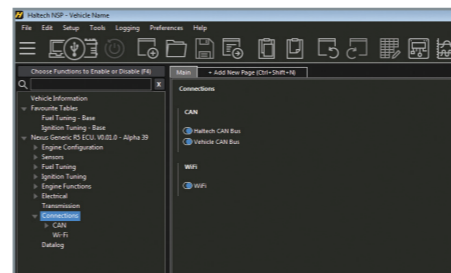 Haltech NSP - Vehicle Name
File Edit Setup Tools Logging Preferences Help
Choose Functions to Enable or Disable (F4)
X
Vehicle Information
Favourite Tables
Fuel Tuning - Base
Ignition Tuning - Base
Nexus Generic R5 ECU. V0.01.0 - Alpha 39
Engine Configuration
Sensors
Fuel Tuning
Ignition Tuning
Engine Functions
Electrical
Transmission
Connections
CAN
Wi-Fi
Datalog
Main + Add New Page (Ctrl+Shift+N)
Connections
CAN
Haltech CAN Bus
Vehicle CAN Bus
WiFi
WiFi